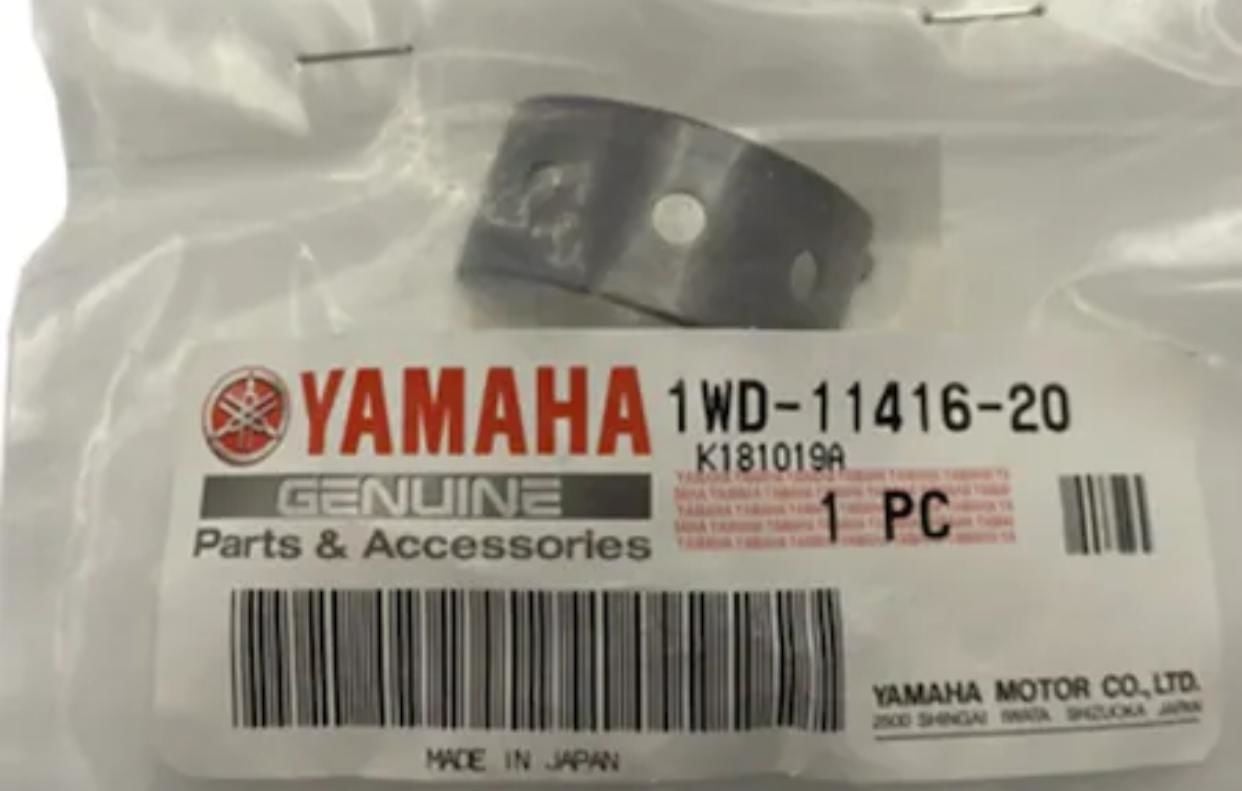 YAMAHA 1WD-11416-20
K181019A
GENUINE
1 PC
Parts & Accessories
YAMAHA MOTOR CO., LTD.
2500 SHINGAI IWATA SHIZUOKA JAPAN
MADE IN JAPAN